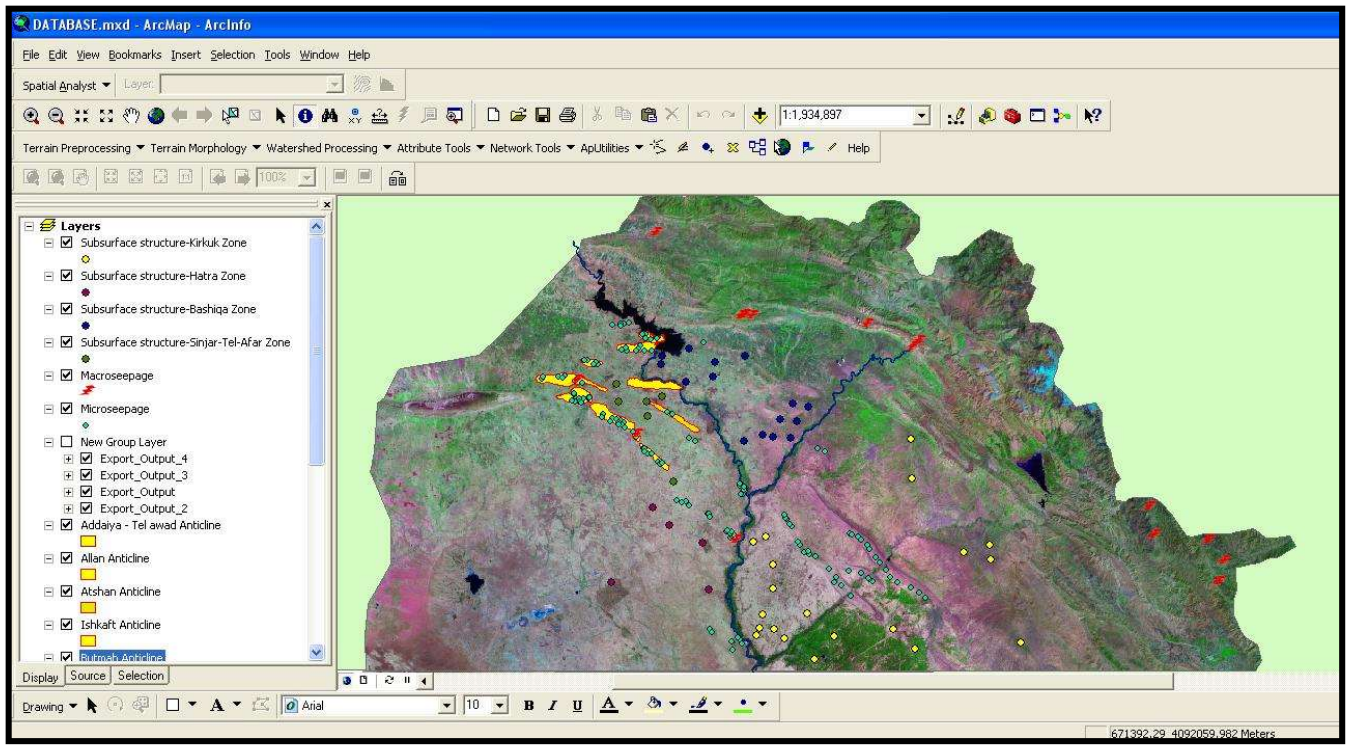 DATABASE.mxd - ArcMap - ArcInfo
File Edit View Bookmarks Insert Selection Tools Window Help
Spatial Analyst Layer:
1:1,934,897
Terrain Preprocessing Terrain Morphology Watershed Processing Attribute Tools Network Tools ApUtilities Help
100%
Layers
Subsurface structure-Kirkuk Zone
Subsurface structure-Hatra Zone
Subsurface structure-Bashiqa Zone
Subsurface structure-Sinjar-Tel-Afar Zone
Macroseepage
Microseepage
New Group Layer
Export_Output_4
Export_Output_3
Export_Output
Export_Output_2
Addaiya - Tel awad Anticline
Allan Anticline
Atshan Anticline
Ishkaft Anticline
Butmah Anticline
Display Source Selection
Drawing A Arial 10 B I U A
671392.29 4092059.982 Meters